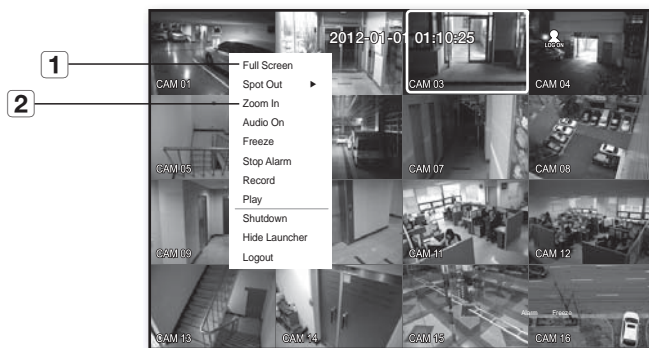 2012-01-01 01:10:25
LOG ON
CAM 01
CAM 03
CAM 04
1
2
Full Screen
Spot Out
Zoom In
Audio On
Freeze
Stop Alarm
Record
Play
Shutdown
Hide Launcher
Logout
CAM 05
CAM 07
CAM 08
CAM 09
CAM 11
CAM 12
Alarm Freeze
CAM 13
CAM 14
CAM 15
CAM 16